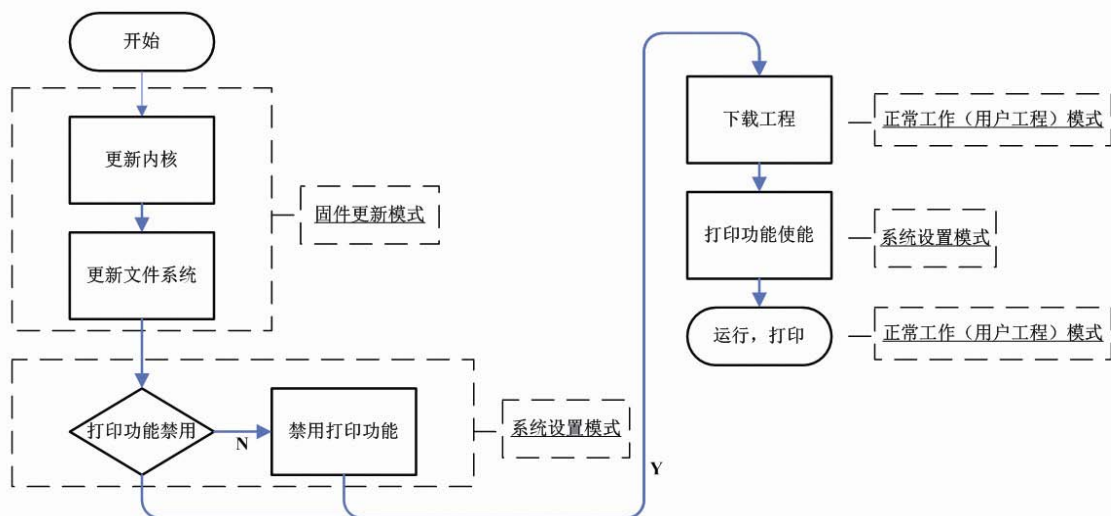 开始
更新内核
更新文件系统
固件更新模式
打印功能禁用
N
禁用打印功能
系统设置模式
Y
下载工程
正常工作（用户工程）模式
打印功能使能
系统设置模式
运行，打印
正常工作（用户工程）模式